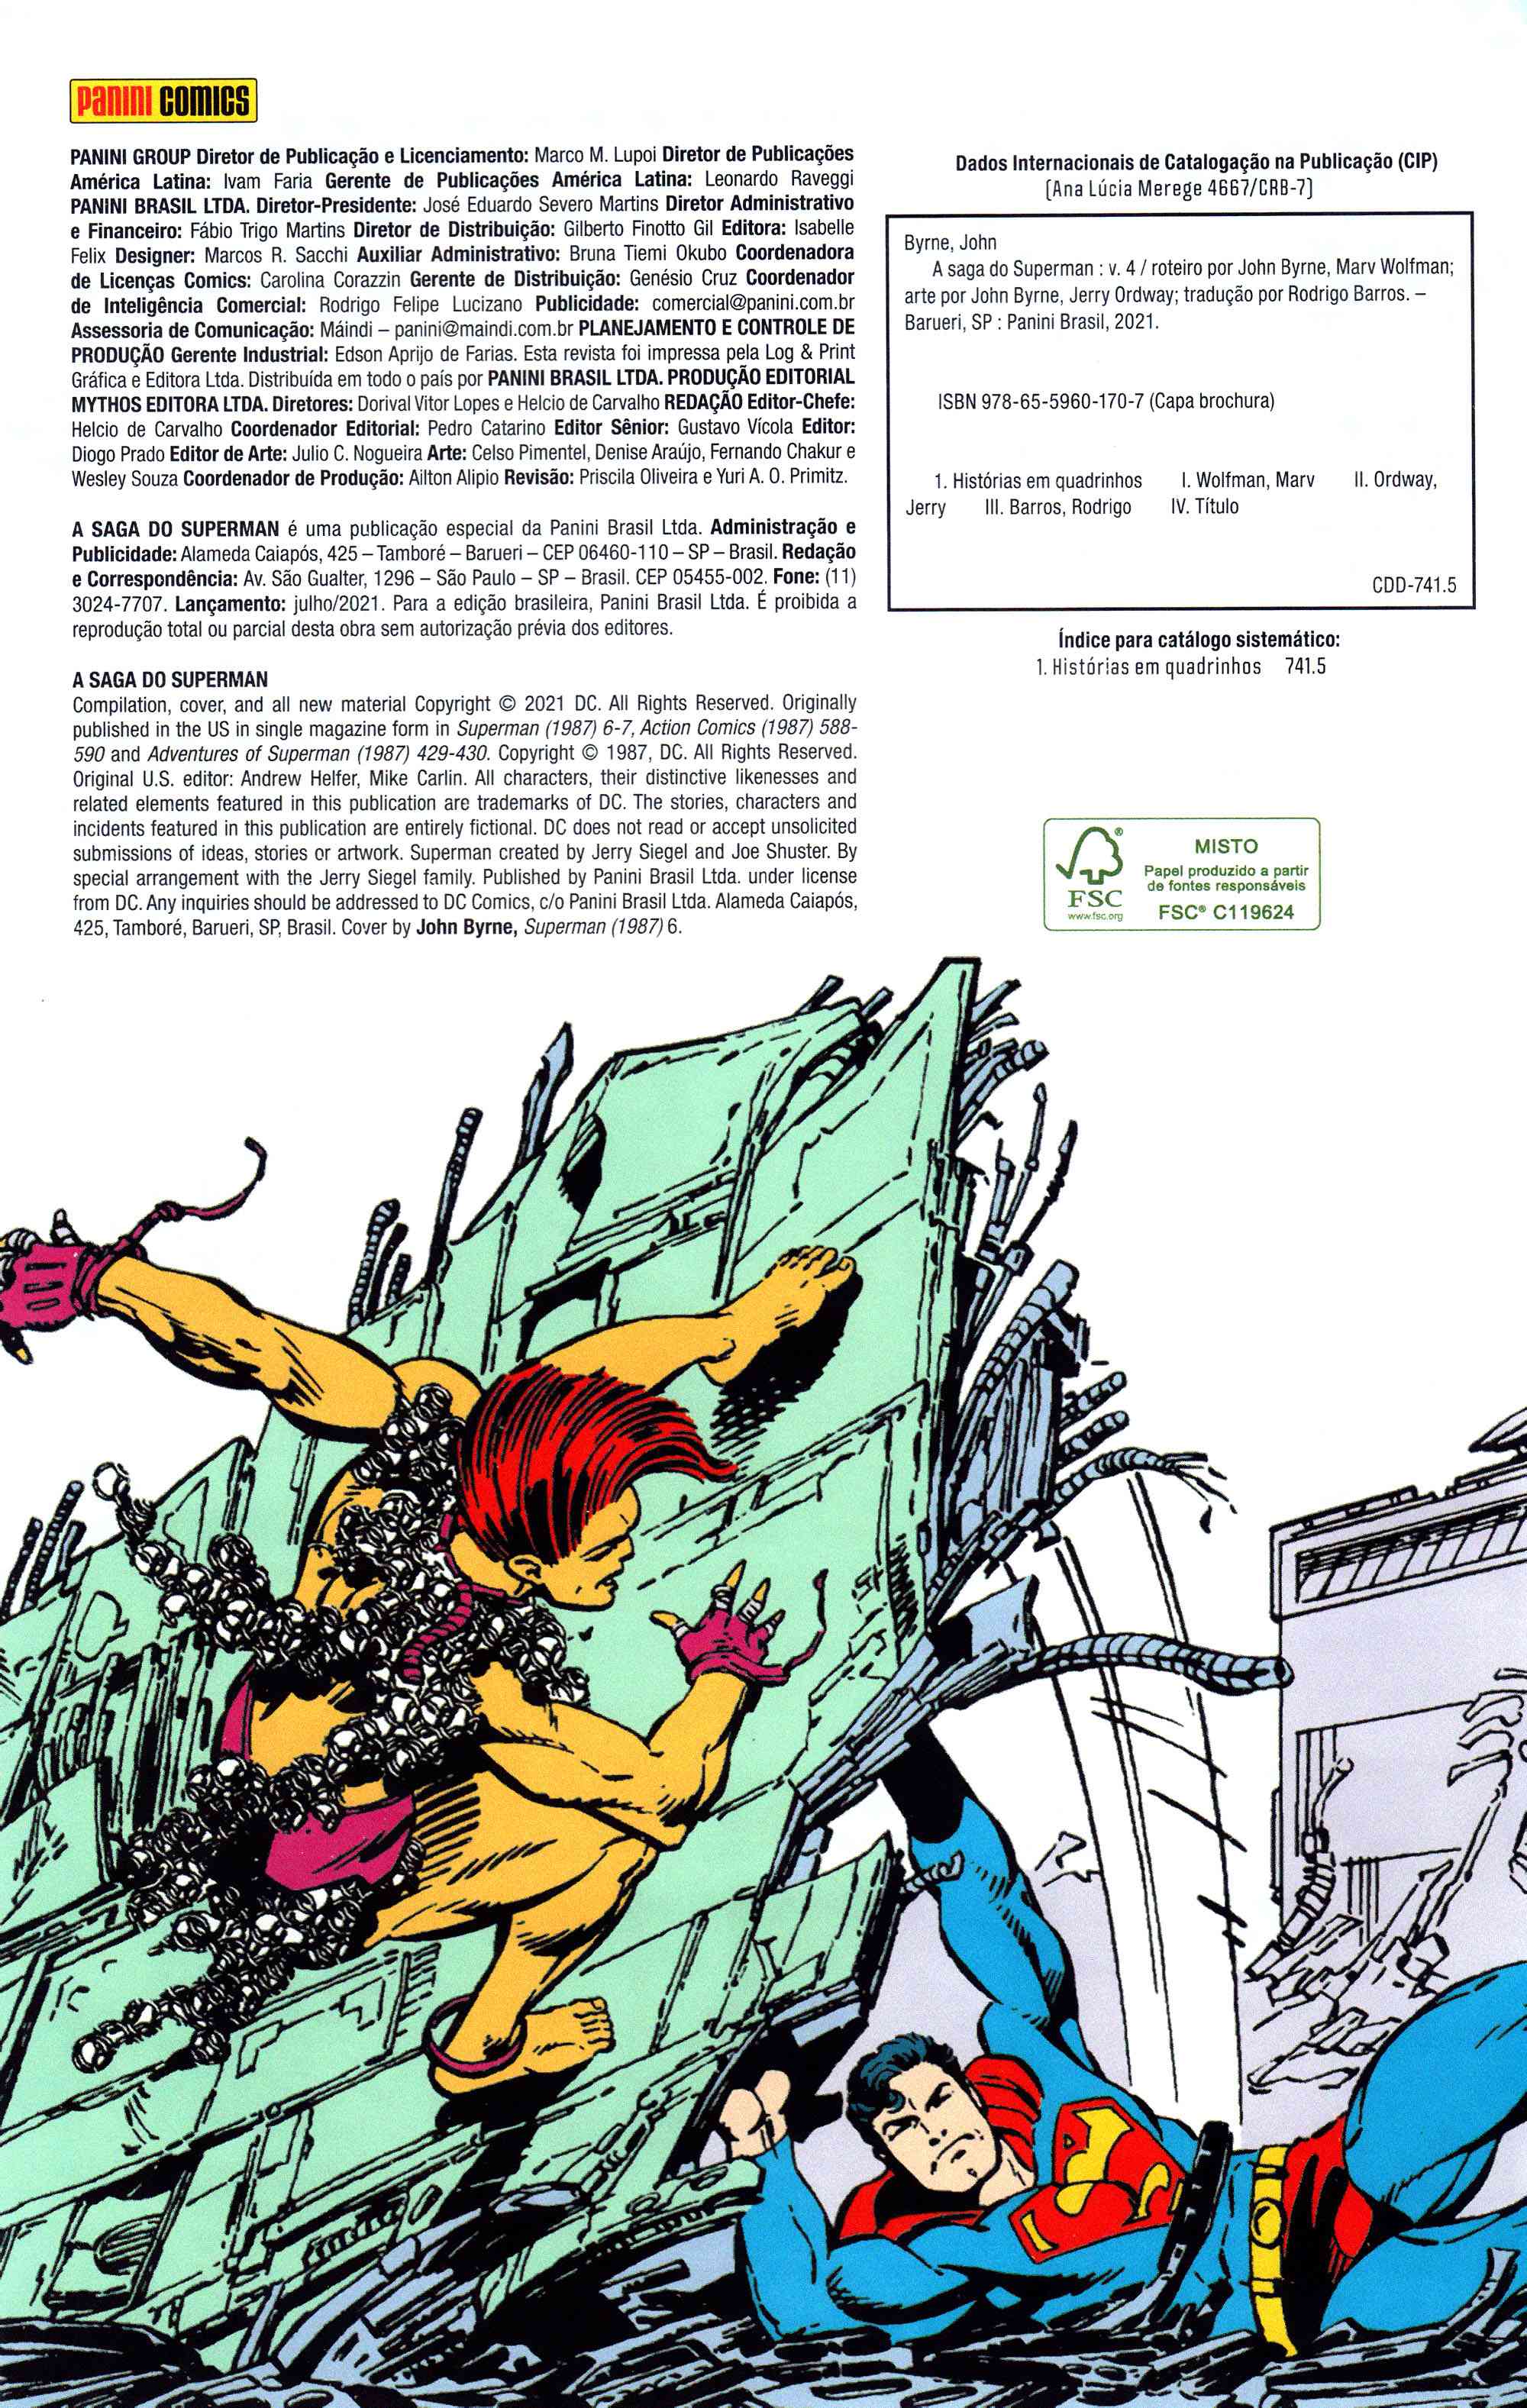 PANINI COMICS
PANINI GROUP Diretor de Publicação e Licenciamento: Marco M. Lupoi Diretor de Publicações
América Latina: Ivam Faria Gerente de Publicações América Latina: Leonardo Raveggi
PANINI BRASIL LTDA. Diretor-Presidente: José Eduardo Severo Martins Diretor Administrativo
e Financeiro: Fábio Trigo Martins Diretor de Distribuição: Gilberto Finotto Gil Editora: Isabelle
Felix Designer: Marcos R. Sacchi Auxiliar Administrativo: Bruna Tiemi Okubo Coordenadora
de Licenças Comics: Carolina Corazzin Gerente de Distribuição: Genésio Cruz Coordenador
de Inteligência Comercial: Rodrigo Felipe Lucizano Publicidade: comercial@panini.com.br
Assessoria de Comunicação: Máindi – panini@maindi.com.br PLANEJAMENTO E CONTROLE DE
PRODUÇÃO Gerente Industrial: Edson Aprijo de Farias. Esta revista foi impressa pela Log & Print
Gráfica e Editora Ltda. Distribuída em todo o país por PANINI BRASIL LTDA. PRODUÇÃO EDITORIAL
MYTHOS EDITORA LTDA. Diretores: Dorival Vitor Lopes e Helcio de Carvalho REDAÇÃO Editor-Chefe:
Helcio de Carvalho Coordenador Editorial: Pedro Catarino Editor Sênior: Gustavo Vícola Editor:
Diogo Prado Editor de Arte: Julio C. Nogueira Arte: Celso Pimentel, Denise Araújo, Fernando Chakur e
Wesley Souza Coordenador de Produção: Ailton Alipio Revisão: Priscila Oliveira e Yuri A. O. Primitz.
A SAGA DO SUPERMAN é uma publicação especial da Panini Brasil Ltda. Administração e
Publicidade: Alameda Caiapós, 425 – Tamboré – Barueri – CEP 06460-110 – SP – Brasil. Redação
e Correspondência: Av. São Gualter, 1296 – São Paulo – SP – Brasil. CEP 05455-002. Fone: (11)
3024-7707. Lançamento: julho/2021. Para a edição brasileira, Panini Brasil Ltda. É proibida a
reprodução total ou parcial desta obra sem autorização prévia dos editores.
A SAGA DO SUPERMAN
Compilation, cover, and all new material Copyright © 2021 DC. All Rights Reserved. Originally
published in the US in single magazine form in Superman (1987) 6-7, Action Comics (1987) 588-
590 and Adventures of Superman (1987) 429-430. Copyright © 1987, DC. All Rights Reserved.
Original U.S. editor: Andrew Helfer, Mike Carlin. All characters, their distinctive likenesses and
related elements featured in this publication are trademarks of DC. The stories, characters and
incidents featured in this publication are entirely fictional. DC does not read or accept unsolicited
submissions of ideas, stories or artwork. Superman created by Jerry Siegel and Joe Shuster. By
special arrangement with the Jerry Siegel family. Published by Panini Brasil Ltda. under license
from DC. Any inquiries should be addressed to DC Comics, c/o Panini Brasil Ltda. Alameda Caiapós,
425, Tamboré, Barueri, SP, Brasil. Cover by John Byrne, Superman (1987) 6.
Dados Internacionais de Catalogação na Publicação (CIP)
(Ana Lúcia Merege 4667/CRB-7)
Byrne, John
A saga do Superman : v. 4 / roteiro por John Byrne, Marv Wolfman;
arte por John Byrne, Jerry Ordway; tradução por Rodrigo Barros. –
Barueri, SP : Panini Brasil, 2021.
ISBN 978-65-5960-170-7 (Capa brochura)
1. Histórias em quadrinhos I. Wolfman, Marv II. Ordway,
Jerry III. Barros, Rodrigo IV. Título
CDD-741.5
Índice para catálogo sistemático:
1. Histórias em quadrinhos 741.5
FSC
www.fsc.org
MISTO
Papel produzido a partir
de fontes responsáveis
FSC® C119624
S